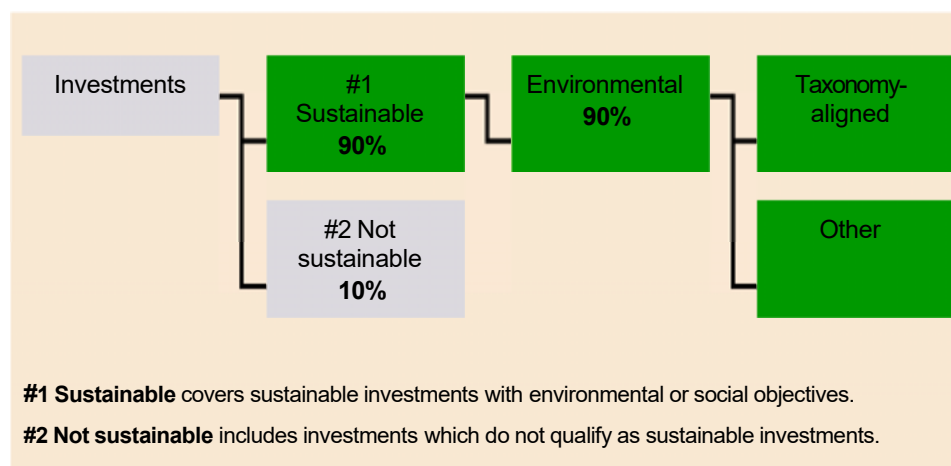 Investments
#1
Sustainable
90%
Environmental
90%
Taxonomy-
aligned
#2 Not
sustainable
10%
Other
#1 Sustainable covers sustainable investments with environmental or social objectives.
#2 Not sustainable includes investments which do not qualify as sustainable investments.